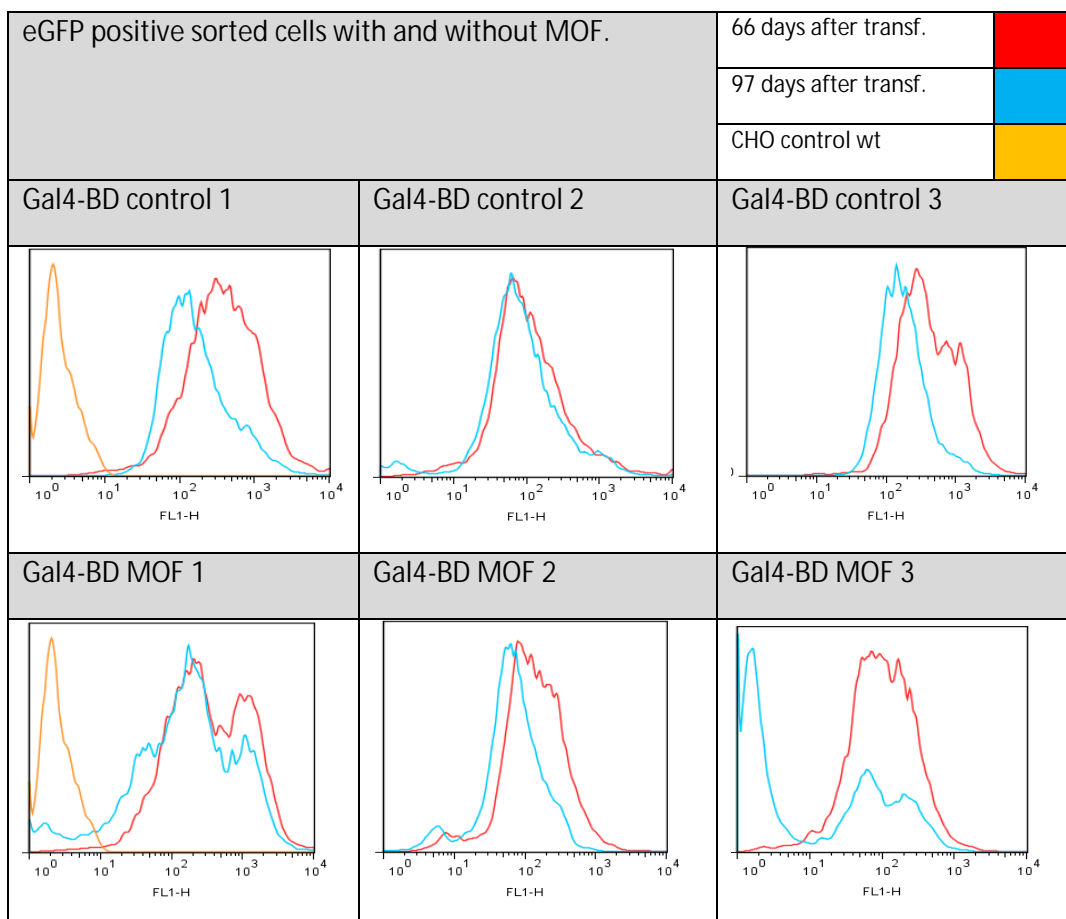 eGFP positive sorted cells with and without MOF.
66 days after transf.
97 days after transf.
CHO control wt
Gal4-BD control 1
Gal4-BD control 2
Gal4-BD control 3
10^0 10^1 10^2 10^3 10^4
FL1-H
10^0 10^1 10^2 10^3 10^4
FL1-H
)
10^0 10^1 10^2 10^3 10^4
FL1-H
Gal4-BD MOF 1
Gal4-BD MOF 2
Gal4-BD MOF 3
10^0 10^1 10^2 10^3 10^4
FL1-H
10^0 10^1 10^2 10^3 10^4
FL1-H
10^0 10^1 10^2 10^3 10^4
FL1-H